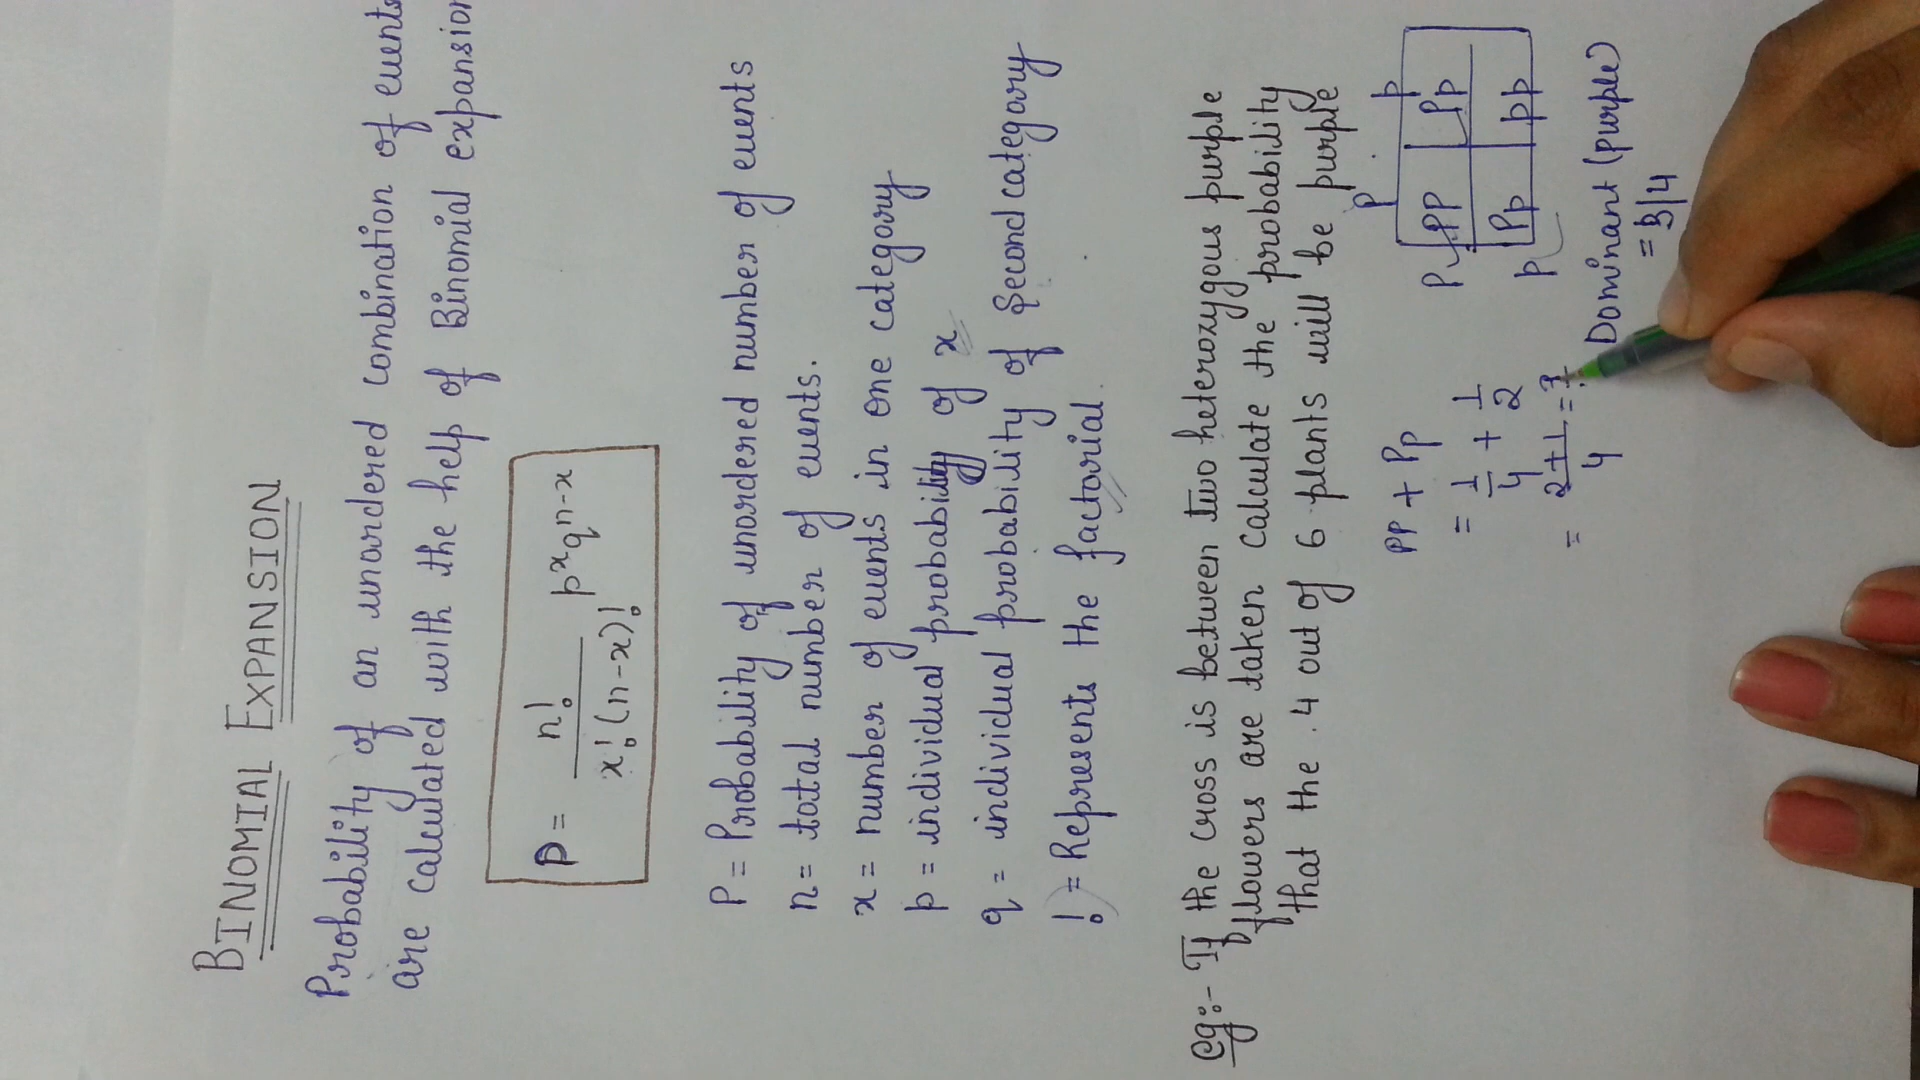 BINOMIAL EXPANSION
Probability of an unordered combination of events
are calculated with the help of Binomial expansion
P = n! / x! (n-x)! p^x q^n-x
P = Probability of unordered number of events
n = total number of events.
x = number of events in one category
p = individual probability of x
q = individual probability of second category
! = Represents the factorial
eg:- If the cross is between two heterozygous purple
flowers are taken calculate the probability
that the 4 out of 6 plants will be purple
P p
P PP Pp
p Pp pp
PP + Pp
= 1/4 + 1/2
= 2+1/4 =
Dominant (purple)
= 3/4